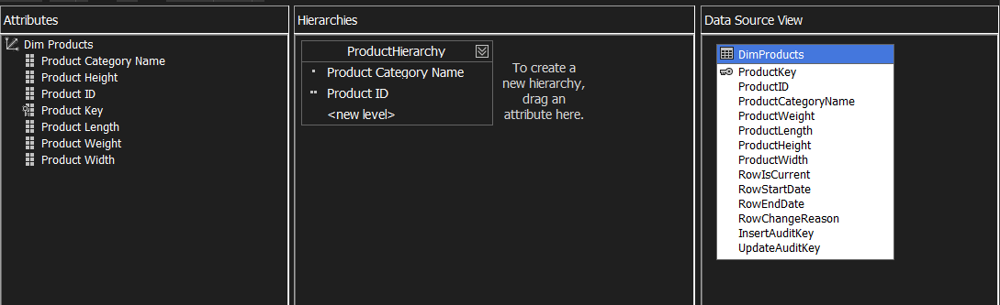 Attributes
Dim Products
Product Category Name
Product Height
Product ID
Product Key
Product Length
Product Weight
Product Width
Hierarchies
ProductHierarchy
Product Category Name
Product ID
<new level>
To create a
new hierarchy,
drag an
attribute here.
Data Source View
DimProducts
ProductKey
ProductID
ProductCategoryName
ProductWeight
ProductLength
ProductHeight
ProductWidth
RowIsCurrent
RowStartDate
RowEndDate
RowChangeReason
InsertAuditKey
UpdateAuditKey